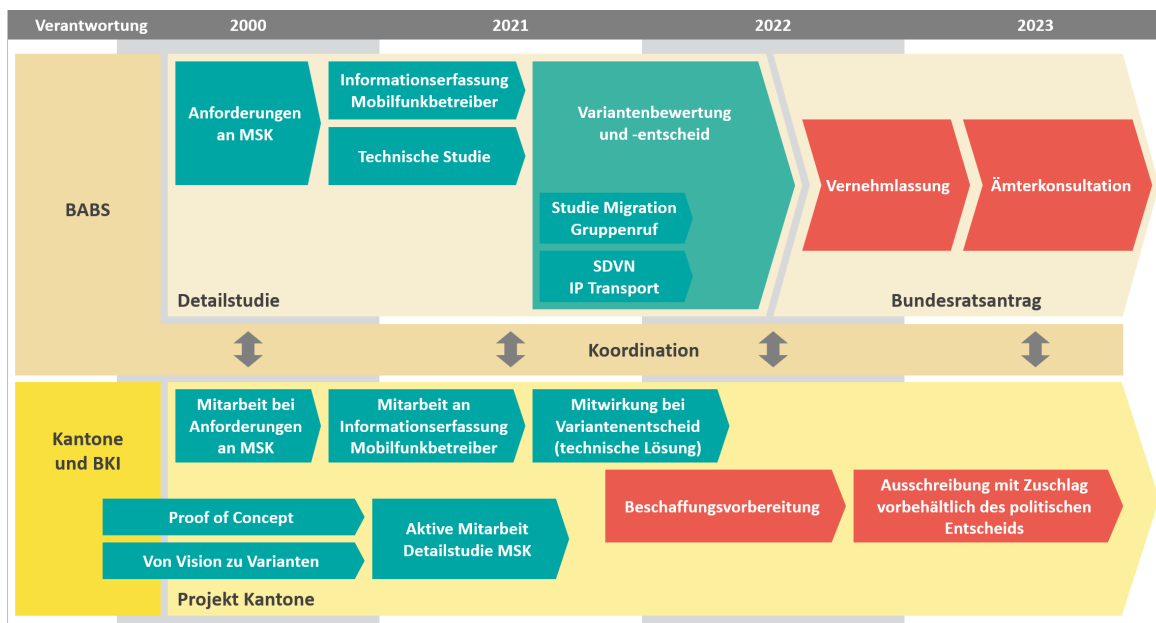 Verantwortung 2000 2021 2022 2023
BABS
Anforderungen
an MSK
Informationserfassung
Mobilfunkbetreiber
Technische Studie
Variantenbewertung
und -entscheid
Studie Migration
Gruppenruf
SDVN
IP Transport
Vernehmlassung
Ämterkonsultation
Detailstudie
Bundesratsantrag
Koordination
Kantone
und BKI
Mitarbeit bei
Anforderungen
an MSK
Mitarbeit an
Informationserfassung
Mobilfunkbetreiber
Mitwirkung bei
Variantenentscheid
(technische Lösung)
Proof of Concept
Von Vision zu Varianten
Aktive Mitarbeit
Detailstudie MSK
Beschaffungsvorbereitung
Ausschreibung mit Zuschlag
vorbehältlich des politischen
Entscheids
Projekt Kantone